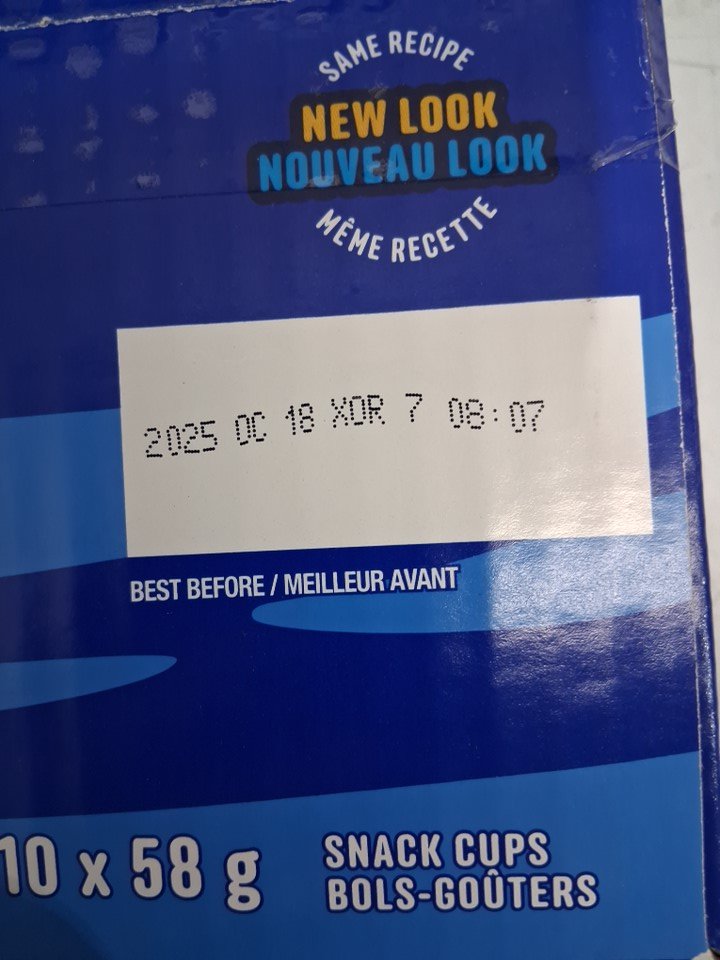 SAME RECIPE
NEW LOOK
NOUVEAU LOOK
MÊME RECETTE
2025 OC 18 XOR 7 08:07
BEST BEFORE / MEILLEUR AVANT
10 x 58 g
SNACK CUPS
BOLS-GOÛTERS